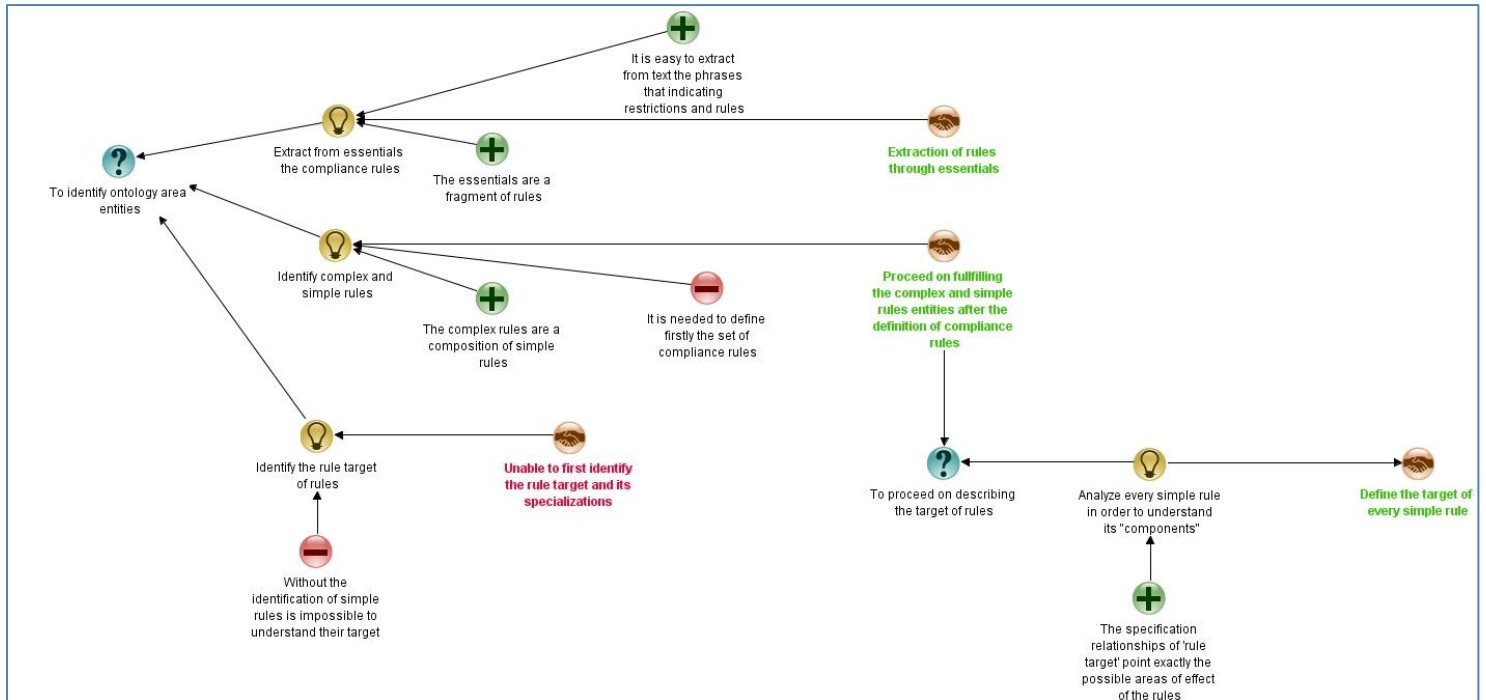 It is easy to extract
from text the phrases
that indicating
restrictions and rules
Extract from essentials
the compliance rules
Extraction of rules
through essentials
The essentials are a
fragment of rules
To identify ontology area
entities
Identify complex and
simple rules
Proceed on fullfilling
the complex and simple
rules entities after the
definition of compliance
rules
The complex rules are a
composition of simple
rules
It is needed to define
firstly the set of
compliance rules
Identify the rule target
of rules
Unable to first identify
the rule target and its
specializations
Without the
identification of simple
rules is impossible to
understand their target
To proceed on describing
the target of rules
Analyze every simple rule
in order to understand
its "components"
Define the target of
every simple rule
The specification
relationships of 'rule
target' point exactly the
possible areas of effect
of the rules